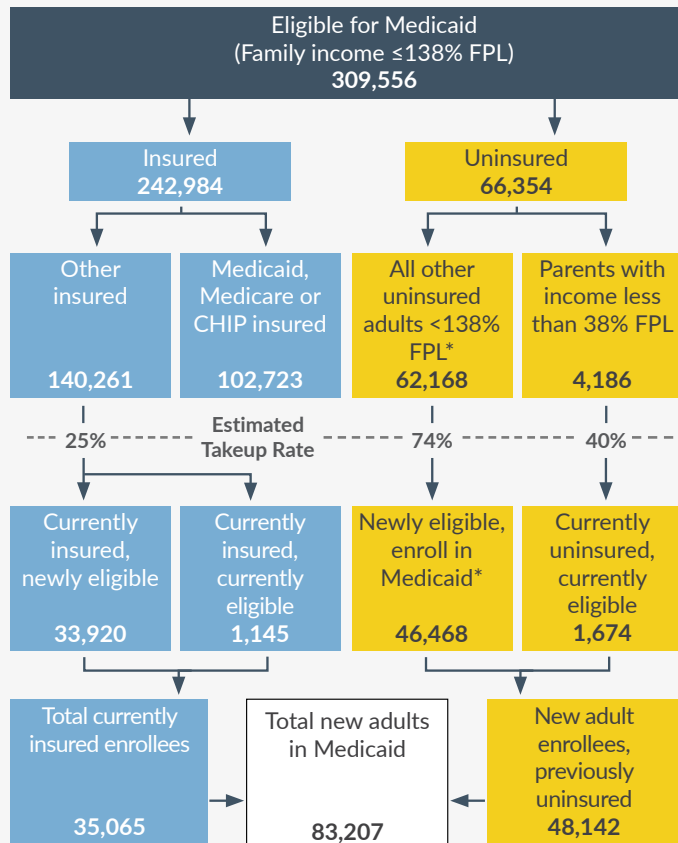 Eligible for Medicaid
(Family income ≤138% FPL)
309,556
Insured
242,984
Uninsured
66,354
Other
insured
140,261
Medicaid,
Medicare or
CHIP insured
102,723
All other
uninsured
adults <138%
FPL*
62,168
Parents with
income less
than 38% FPL
4,186
25%
Estimated
Takeup Rate
74%
40%
Currently
insured,
newly eligible
33,920
Currently
insured,
currently
eligible
1,145
Newly eligible,
enroll in
Medicaid*
46,468
Currently
uninsured,
currently
eligible
1,674
Total currently
insured enrollees
35,065
Total new adults
in Medicaid
83,207
New adult
enrollees,
previously
uninsured
48,142